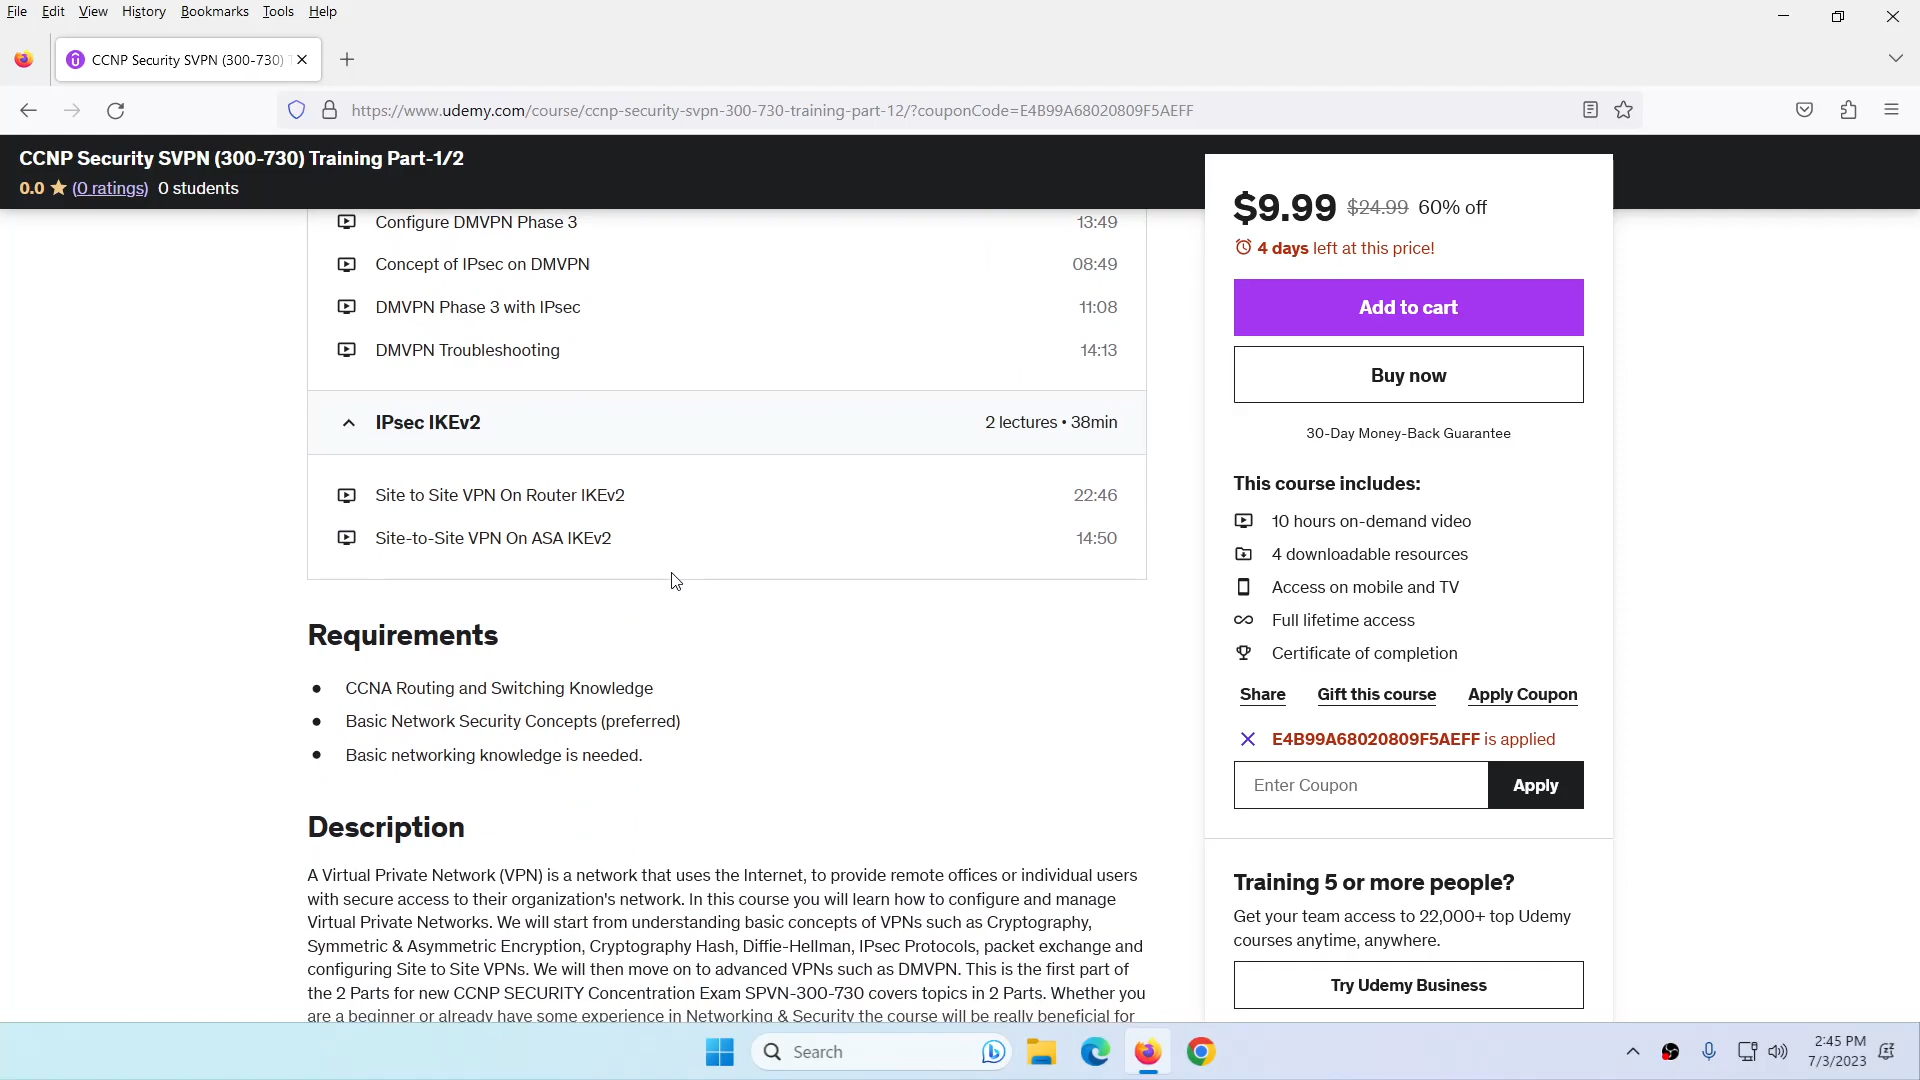 File Edit View History Bookmarks Tools Help
CCNP Security SVPN (300-730) T
https://www.udemy.com/course/ccnp-security-svpn-300-730-training-part-12/?couponCode=E4B99A68020809F5AEFF
CCNP Security SVPN (300-730) Training Part-1/2
0.0 (0 ratings) 0 students
Configure DMVPN Phase 3 13:49
Concept of IPsec on DMVPN 08:49
DMVPN Phase 3 with IPsec 11:08
DMVPN Troubleshooting 14:13
IPsec IKEv2 2 lectures • 38min
Site to Site VPN On Router IKEv2 22:46
Site-to-Site VPN On ASA IKEv2 14:50
Requirements
CCNA Routing and Switching Knowledge
Basic Network Security Concepts (preferred)
Basic networking knowledge is needed.
Description
A Virtual Private Network (VPN) is a network that uses the Internet, to provide remote offices or individual users
with secure access to their organization's network. In this course you will learn how to configure and manage
Virtual Private Networks. We will start from understanding basic concepts of VPNs such as Cryptography,
Symmetric & Asymmetric Encryption, Cryptography Hash, Diffie-Hellman, IPsec Protocols, packet exchange and
configuring Site to Site VPNs. We will then move on to advanced VPNs such as DMVPN. This is the first part of
the 2 Parts for new CCNP SECURITY Concentration Exam SPVN-300-730 covers topics in 2 Parts. Whether you
are a beginner or already have some experience in Networking & Security the course will be really beneficial for
$9.99 $24.99 60% off
4 days left at this price!
Add to cart
Buy now
30-Day Money-Back Guarantee
This course includes:
10 hours on-demand video
4 downloadable resources
Access on mobile and TV
Full lifetime access
Certificate of completion
Share Gift this course Apply Coupon
E4B99A68020809F5AEFF is applied
Enter Coupon Apply
Training 5 or more people?
Get your team access to 22,000+ top Udemy
courses anytime, anywhere.
Try Udemy Business
Search
2:45 PM
7/3/2023